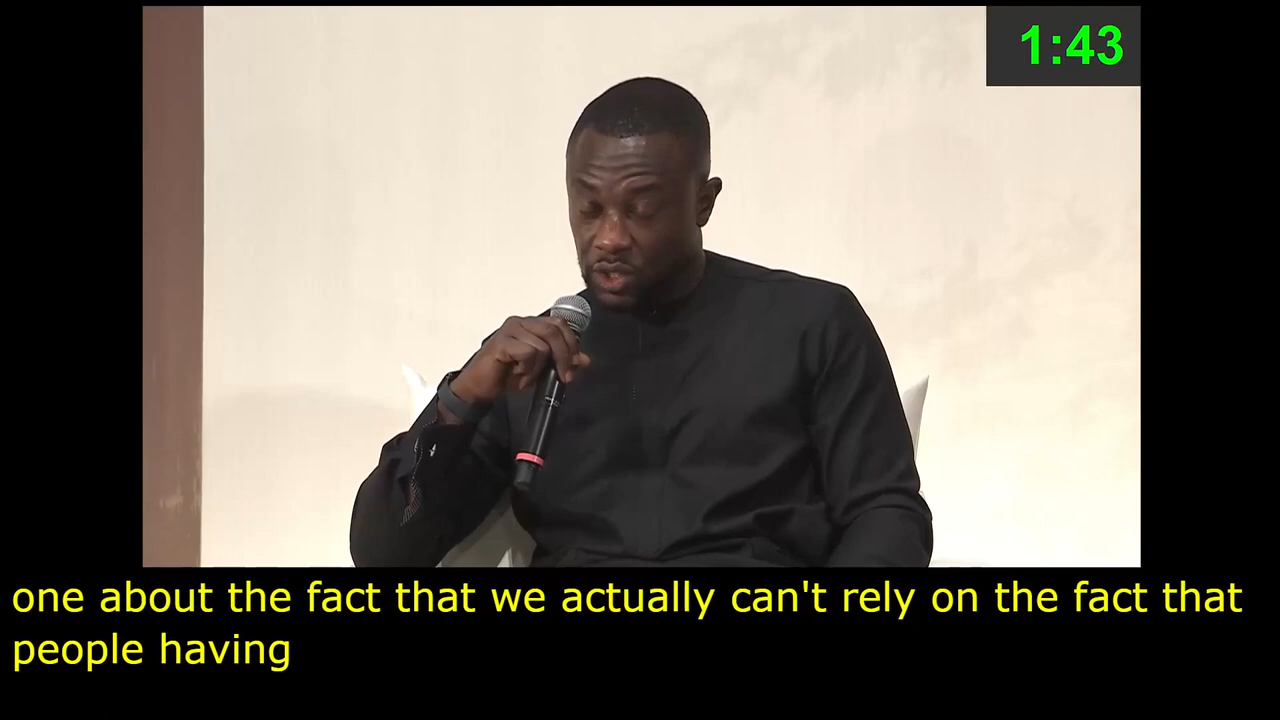 1:43
one about the fact that we actually can't rely on the fact that
people having